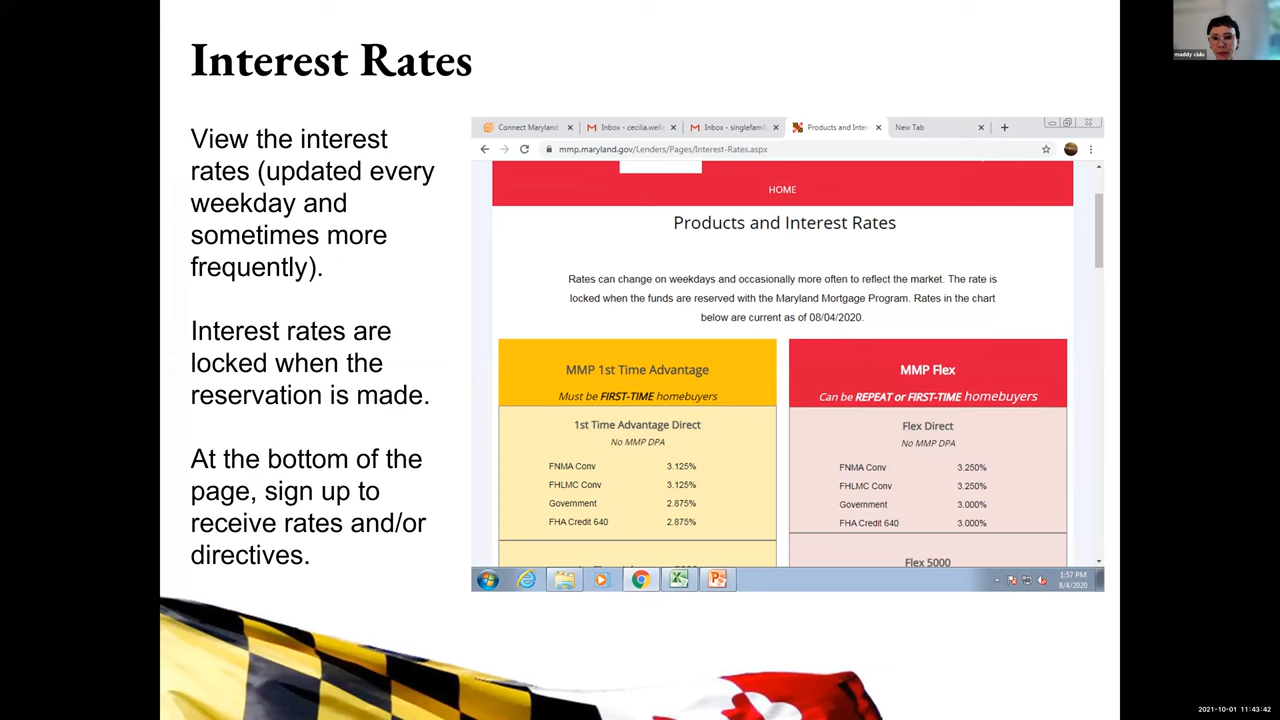 Interest Rates
View the interest
rates (updated every
weekday and
sometimes more
frequently).
Interest rates are
locked when the
reservation is made.
At the bottom of the
page, sign up to
receive rates and/or
directives.
Connect Maryland
Inbox - cecilia.welle
Inbox - singlefamil
Products and Inter
New Tab
mmp.maryland.gov/Lenders/Pages/Interest-Rates.aspx
HOME
Products and Interest Rates
Rates can change on weekdays and occasionally more often to reflect the market. The rate is
locked when the funds are reserved with the Maryland Mortgage Program. Rates in the chart
below are current as of 08/04/2020.
MMP 1st Time Advantage
Must be FIRST-TIME homebuyers
1st Time Advantage Direct
No MMP DPA
FNMA Conv 3.125%
FHLMC Conv 3.125%
Government 2.875%
FHA Credit 640 2.875%
MMP Flex
Can be REPEAT or FIRST-TIME homebuyers
Flex Direct
No MMP DPA
FNMA Conv 3.250%
FHLMC Conv 3.250%
Government 3.000%
FHA Credit 640 3.000%
Flex 5000
1:57 PM
8/4/2020
maddy ciulu
2021-10-01 11:43:42